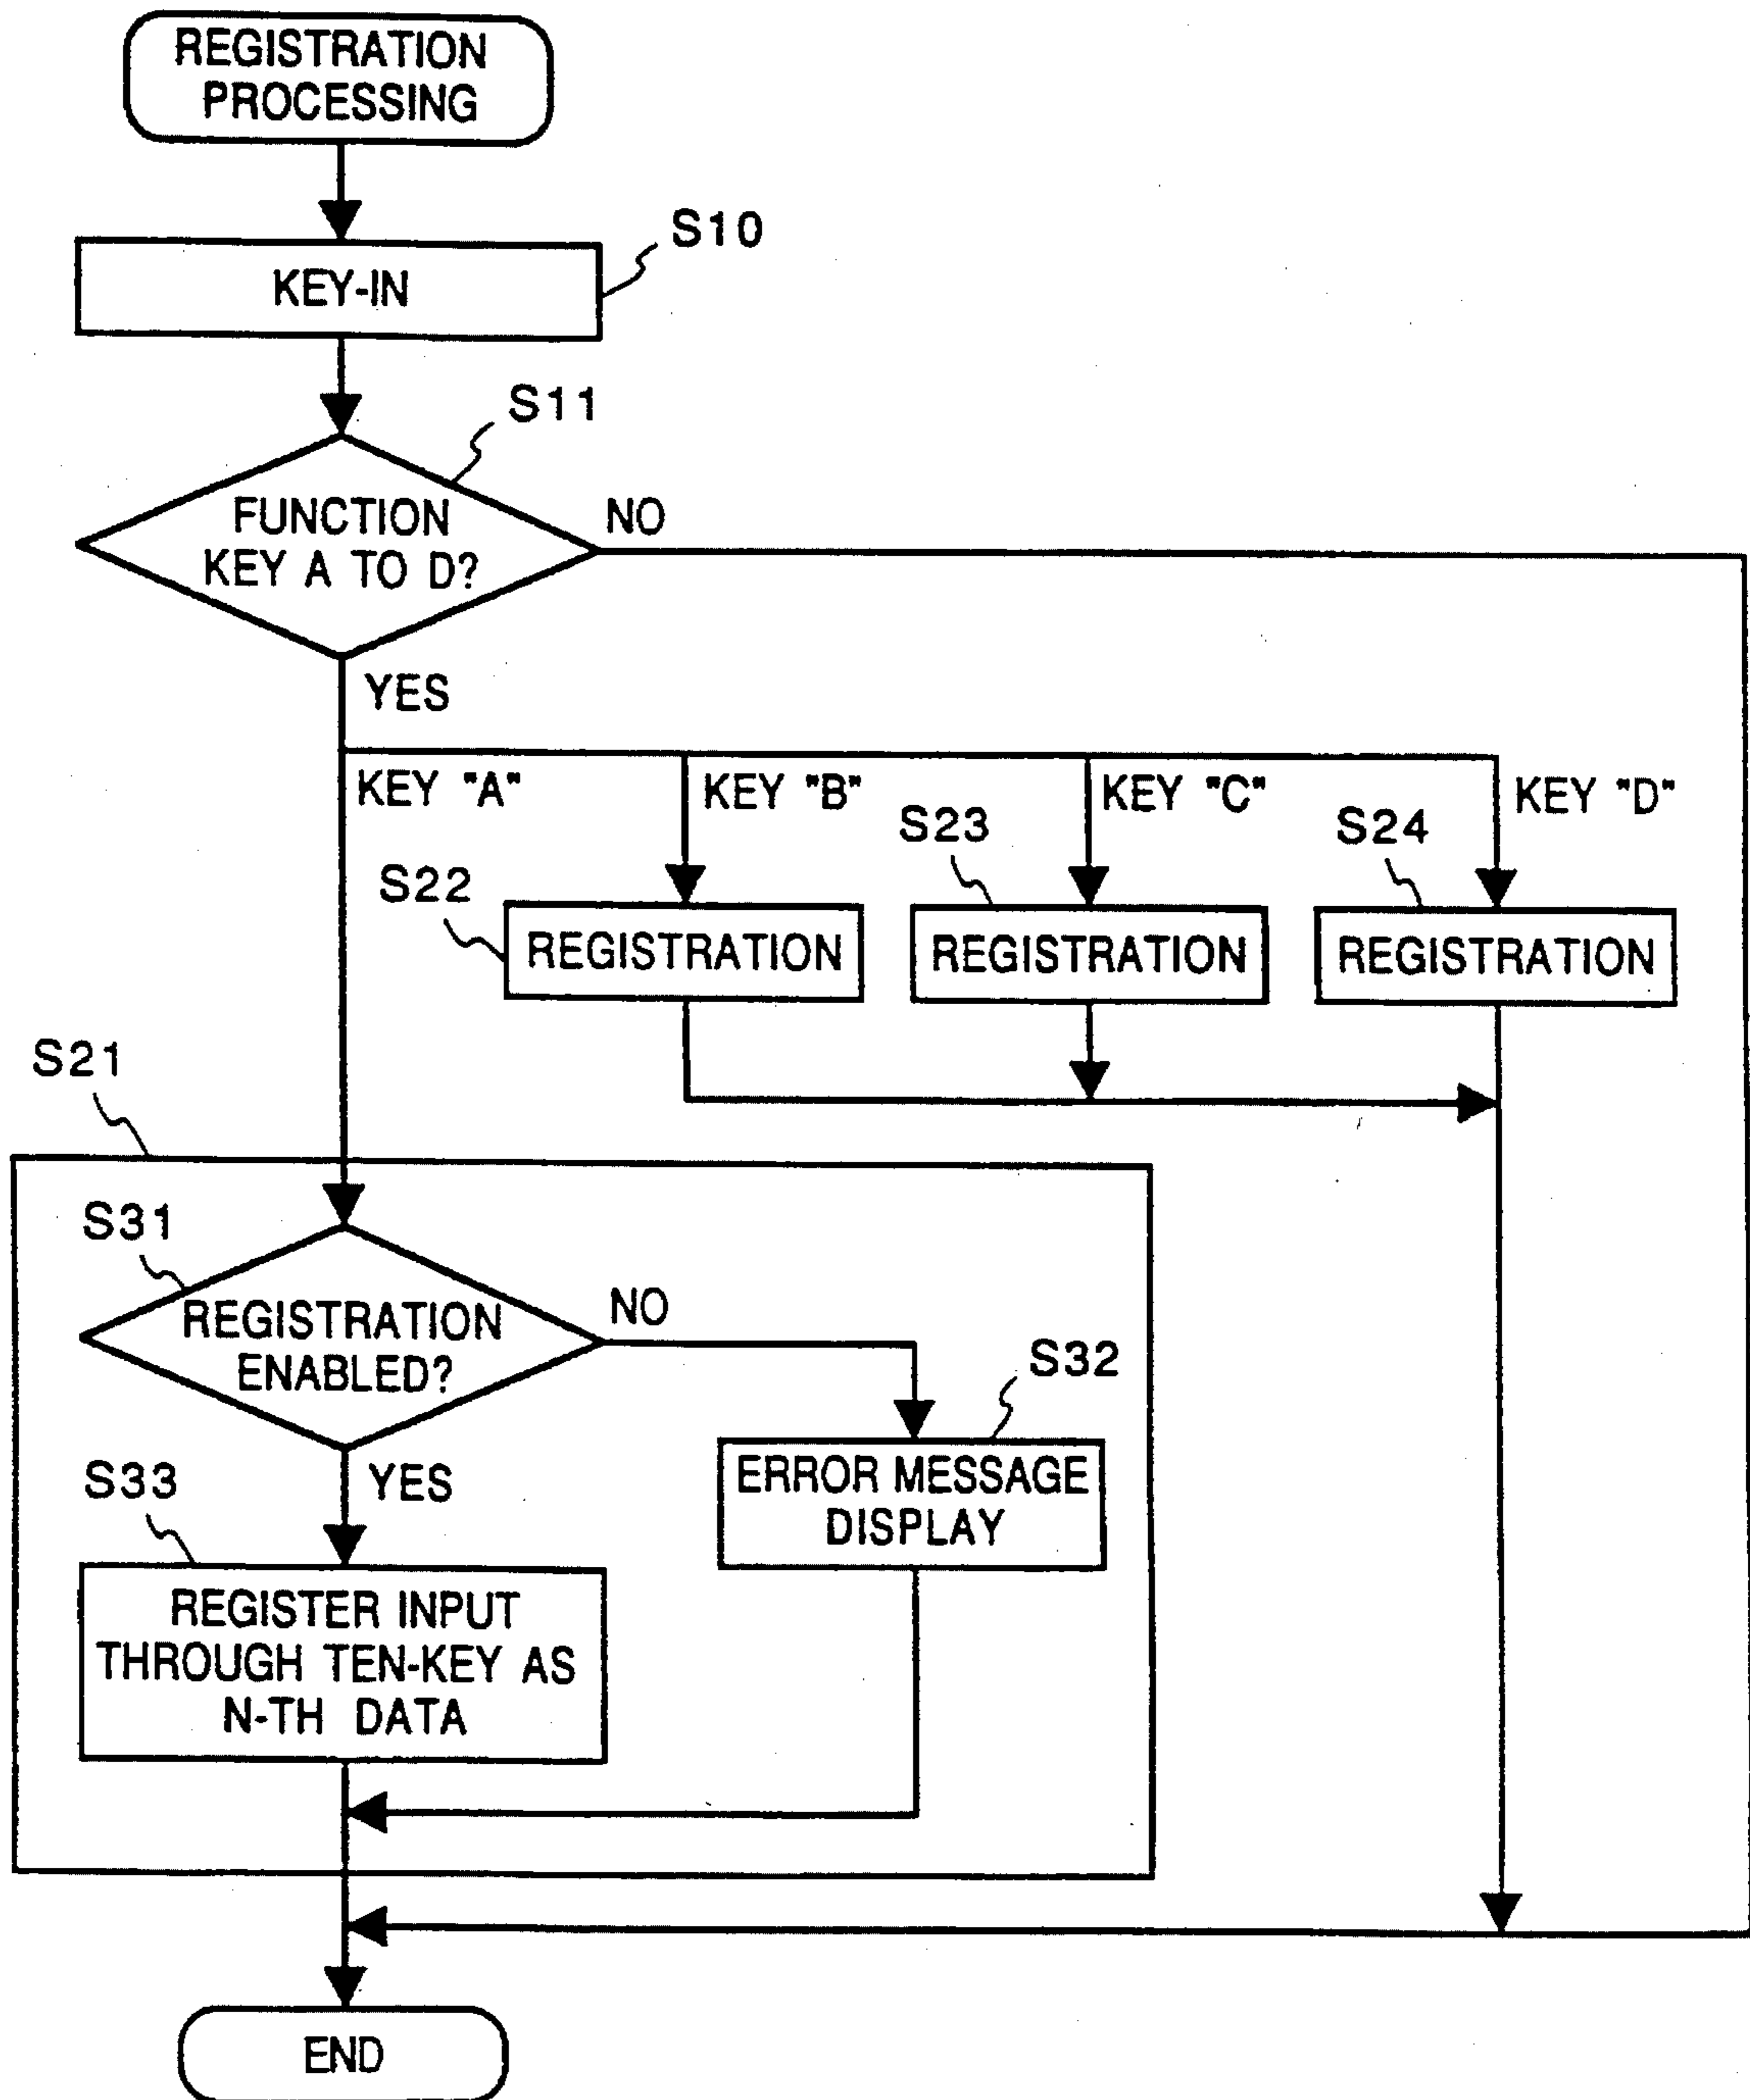 REGISTRATION
PROCESSING
S10
KEY-IN
S11
FUNCTION
KEY A TO D?
NO
YES
KEY "A"
KEY "B"
KEY "C"
KEY "D"
S22
S23
S24
REGISTRATION
REGISTRATION
REGISTRATION
S21
S31
REGISTRATION
ENABLED?
NO
S32
ERROR MESSAGE
DISPLAY
YES
S33
REGISTER INPUT
THROUGH TEN-KEY AS
N-TH DATA
END